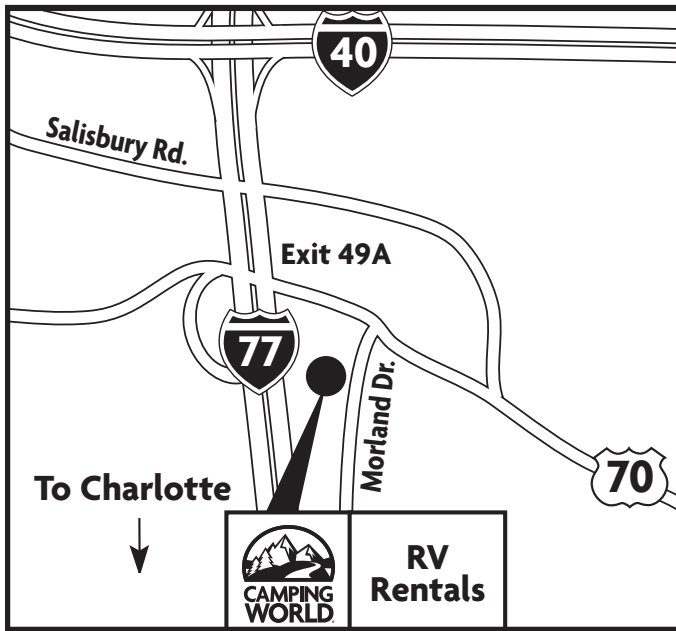 40
Salisbury Rd.
Exit 49A
77
Morland Dr.
70
To Charlotte
CAMPING
WORLD.
RV
Rentals